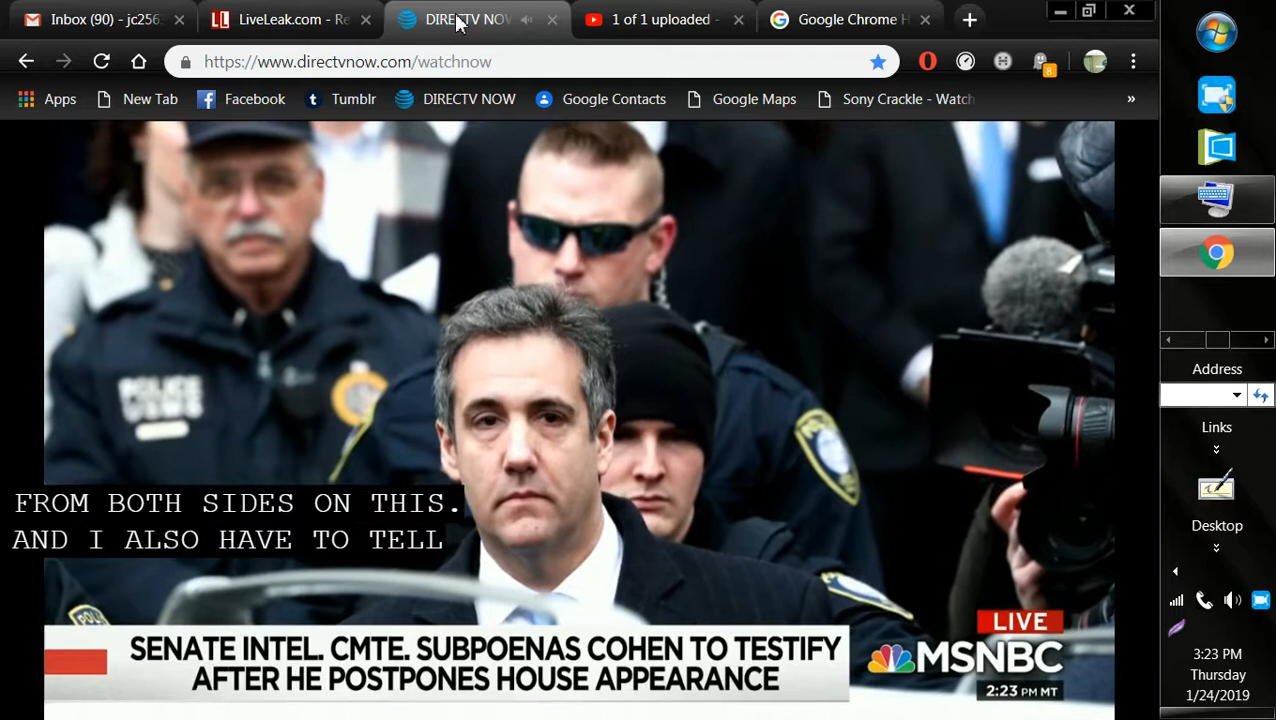 Inbox (90) - jc256
LiveLeak.com - Re
DIRECTV NOW
1 of 1 uploaded -
Google Chrome H
https://www.directvnow.com/watchnow
8
Apps
New Tab
Facebook
Tumblr
DIRECTV NOW
Google Contacts
Google Maps
Sony Crackle - Watch
»
POLICE
FROM BOTH SIDES ON THIS.
AND I ALSO HAVE TO TELL
SENATE INTEL. CMTE. SUBPOENAS COHEN TO TESTIFY
AFTER HE POSTPONES HOUSE APPEARANCE
LIVE
MSNBC
2:23 PM MT
Address
Links
Desktop
3:23 PM
Thursday
1/24/2019